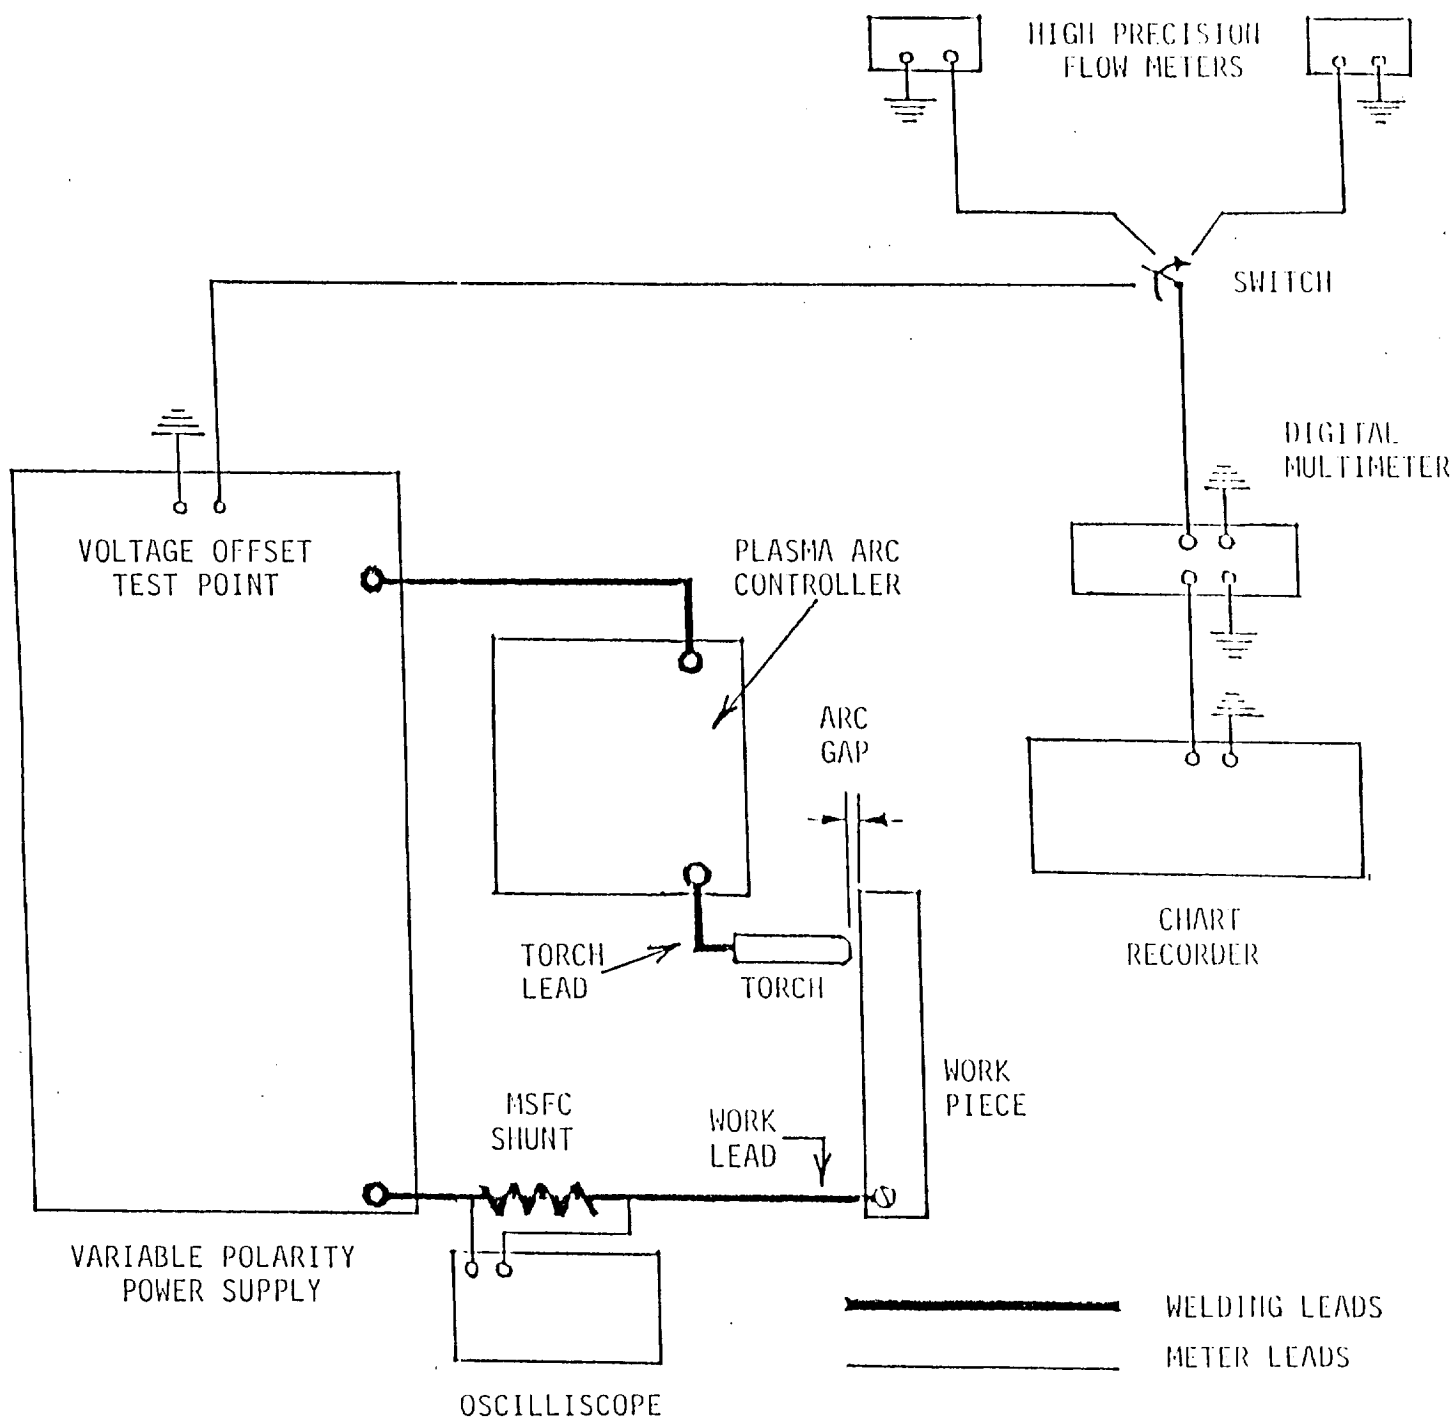 HIGH PRECISION
FLOW METERS
SWITCH
DIGITAL
MULTIMETER
VOLTAGE OFFSET
TEST POINT
PLASMA ARC
CONTROLLER
ARC
GAP
CHART
RECORDER
TORCH
LEAD
TORCH
WORK
PIECE
MSFC
SHUNT
WORK
LEAD
VARIABLE POLARITY
POWER SUPPLY
WELDING LEADS
METER LEADS
OSCILLISCOPE